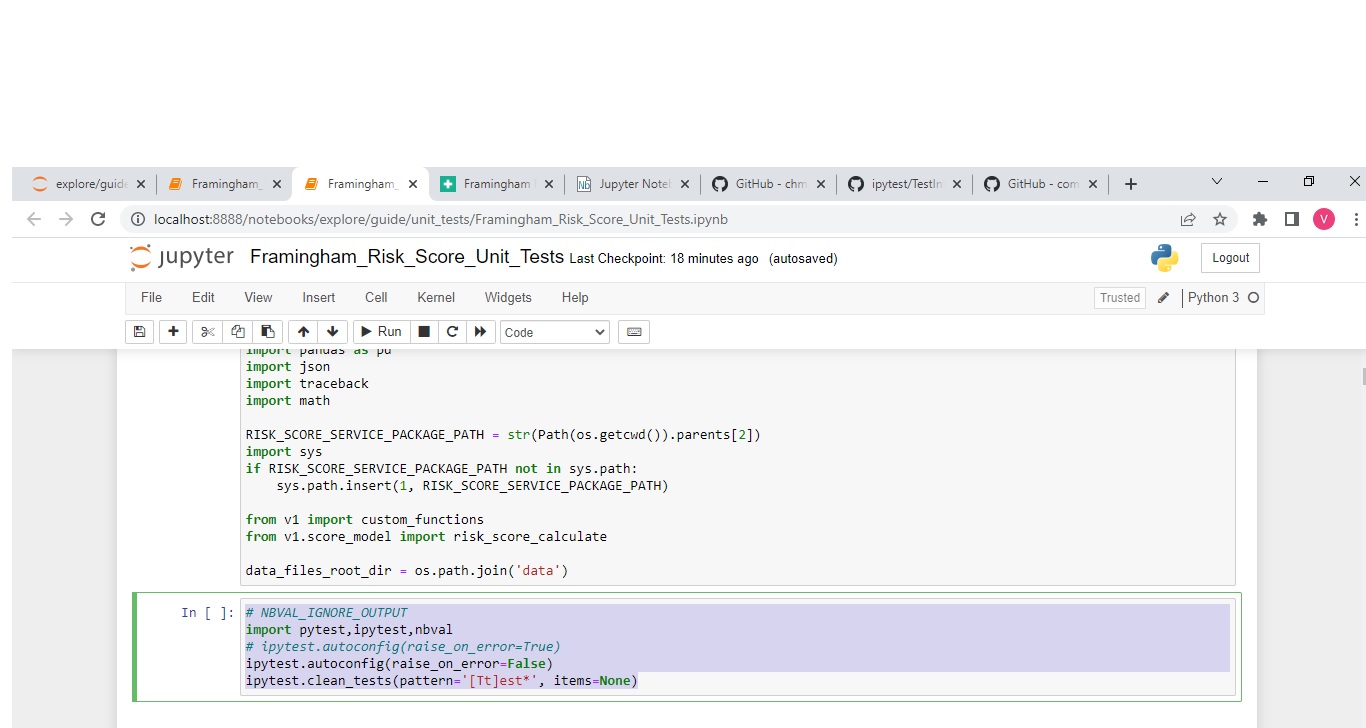 explore/guide
Framingham_
Framingham_
Framingham
Jupyter Note
GitHub - chm
ipytest/TestIn
GitHub - com
localhost:8888/notebooks/explore/guide/unit_tests/Framingham_Risk_Score_Unit_Tests.ipynb
V
jupyter Framingham_Risk_Score_Unit_Tests Last Checkpoint: 18 minutes ago (autosaved)
Logout
File Edit View Insert Cell Kernel Widgets Help
Trusted Python 3
Run Code
import pandas as pd
import json
import traceback
import math
RISK_SCORE_SERVICE_PACKAGE_PATH = str(Path(os.getcwd()).parents[2])
import sys
if RISK_SCORE_SERVICE_PACKAGE_PATH not in sys.path:
    sys.path.insert(1, RISK_SCORE_SERVICE_PACKAGE_PATH)
from v1 import custom_functions
from v1.score_model import risk_score_calculate
data_files_root_dir = os.path.join('data')
In [ ]: # NBVAL_IGNORE_OUTPUT
import pytest,ipytest,nbval
# ipytest.autoconfig(raise_on_error=True)
ipytest.autoconfig(raise_on_error=False)
ipytest.clean_tests(pattern='[Tt]est*', items=None)